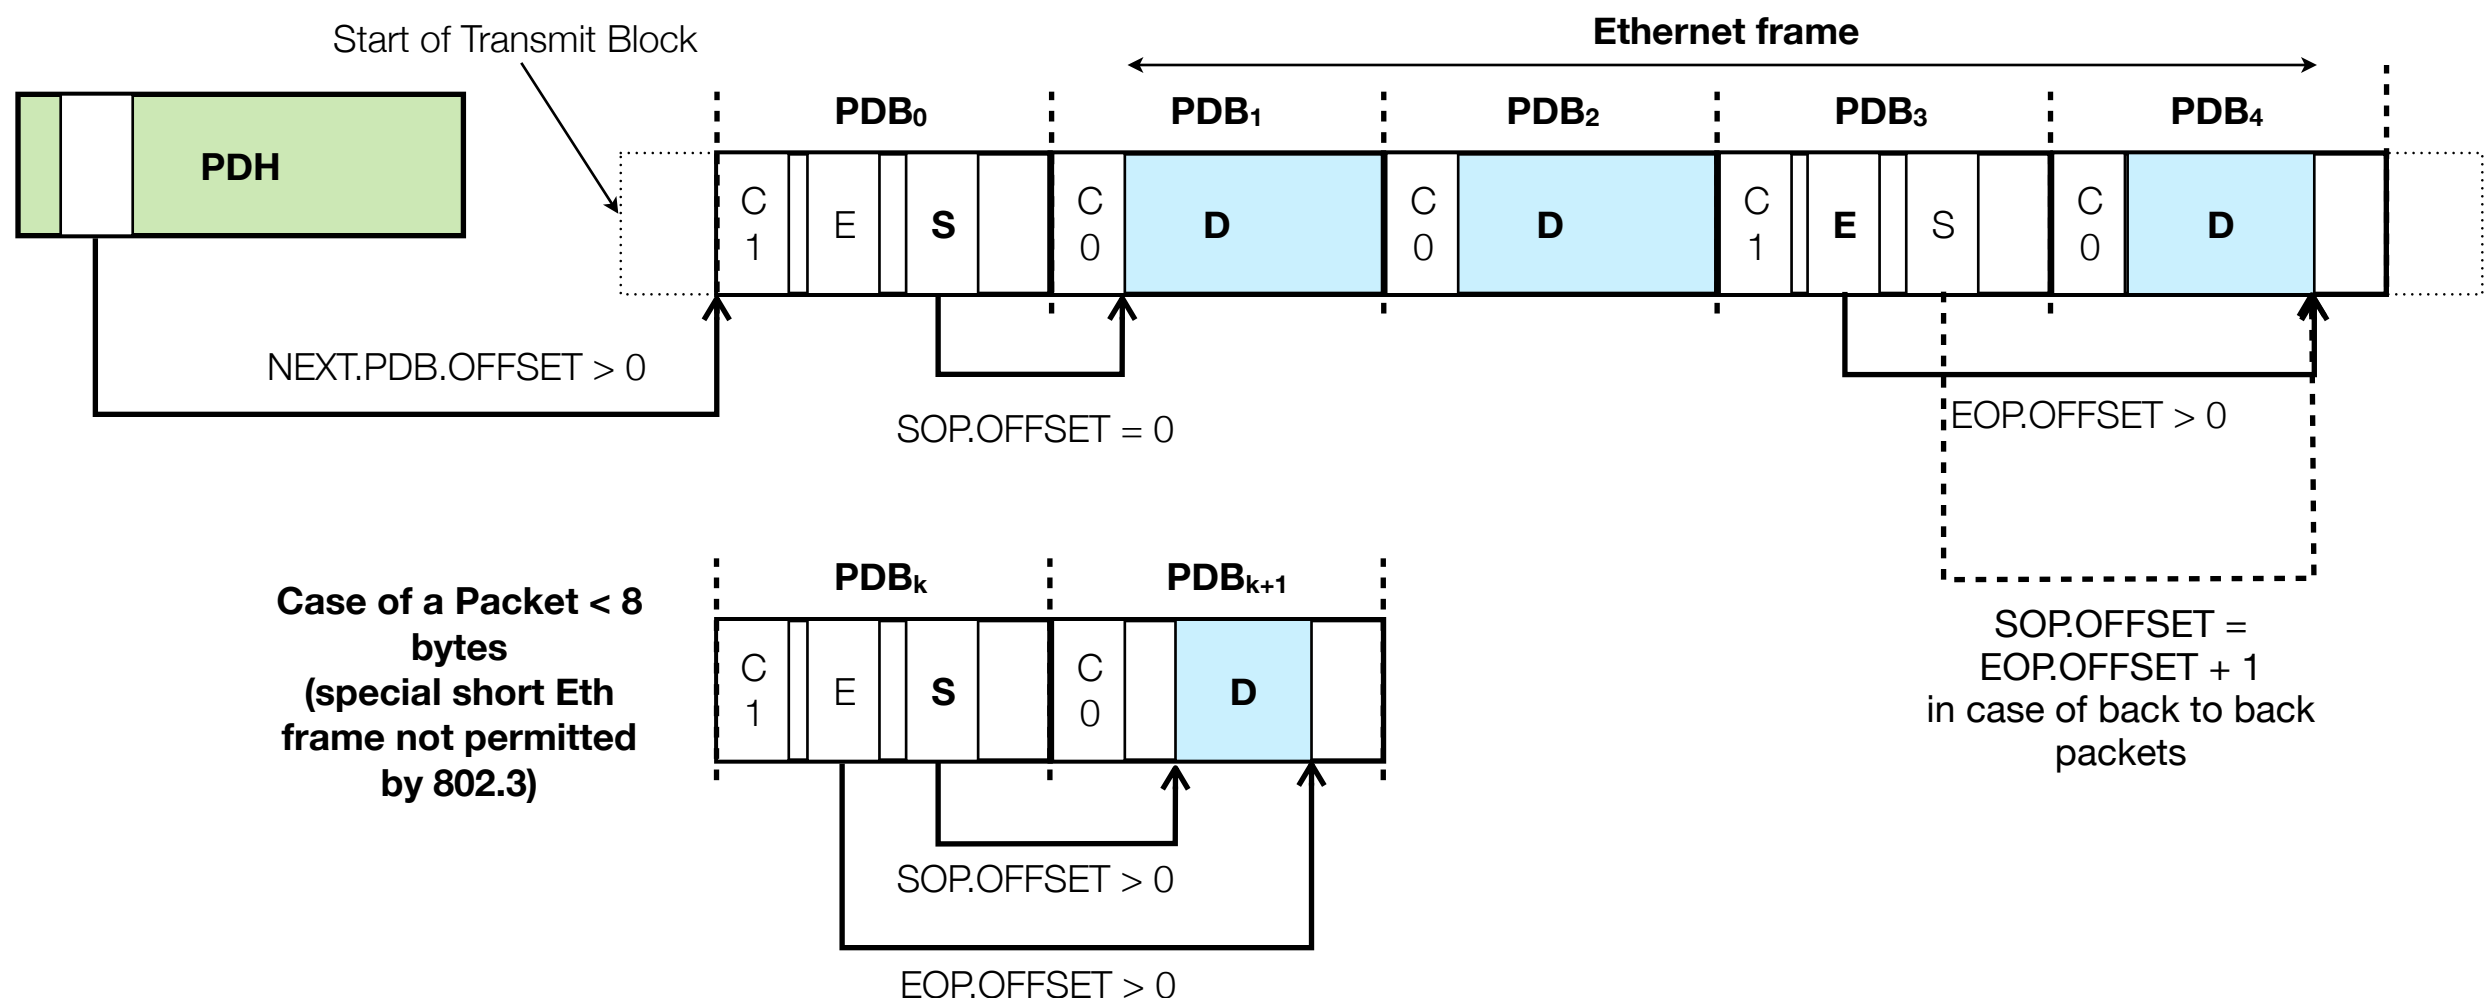 Start of Transmit Block
Ethernet frame
PDB₀ PDB₁ PDB₂ PDB₃ PDB₄
PDH
C 1 E S C 0 D C 0 D C 1 E S C 0 D
NEXT.PDB.OFFSET > 0
SOP.OFFSET = 0
EOP.OFFSET > 0
SOP.OFFSET =
EOP.OFFSET + 1
in case of back to back
packets
Case of a Packet < 8
bytes
(special short Eth
frame not permitted
by 802.3)
PDBₖ PDBₖ₊₁
C 1 E S C 0 D
SOP.OFFSET > 0
EOP.OFFSET > 0